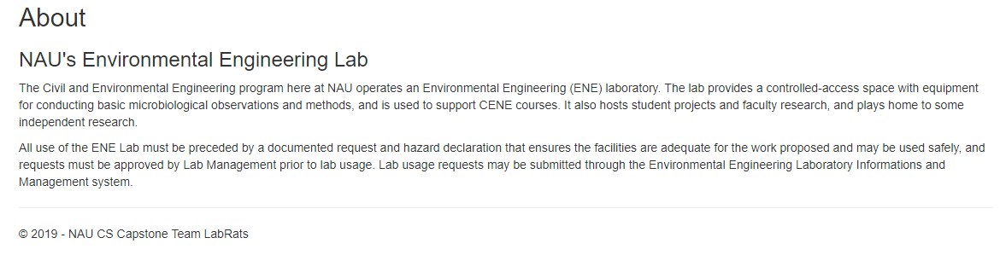 About
NAU's Environmental Engineering Lab
The Civil and Environmental Engineering program here at NAU operates an Environmental Engineering (ENE) laboratory. The lab provides a controlled-access space with equipment
for conducting basic microbiological observations and methods, and is used to support CENE courses. It also hosts student projects and faculty research, and plays home to some
independent research.
All use of the ENE Lab must be preceded by a documented request and hazard declaration that ensures the facilities are adequate for the work proposed and may be used safely, and
requests must be approved by Lab Management prior to lab usage. Lab usage requests may be submitted through the Environmental Engineering Laboratory Informations and
Management system.
© 2019 - NAU CS Capstone Team LabRats